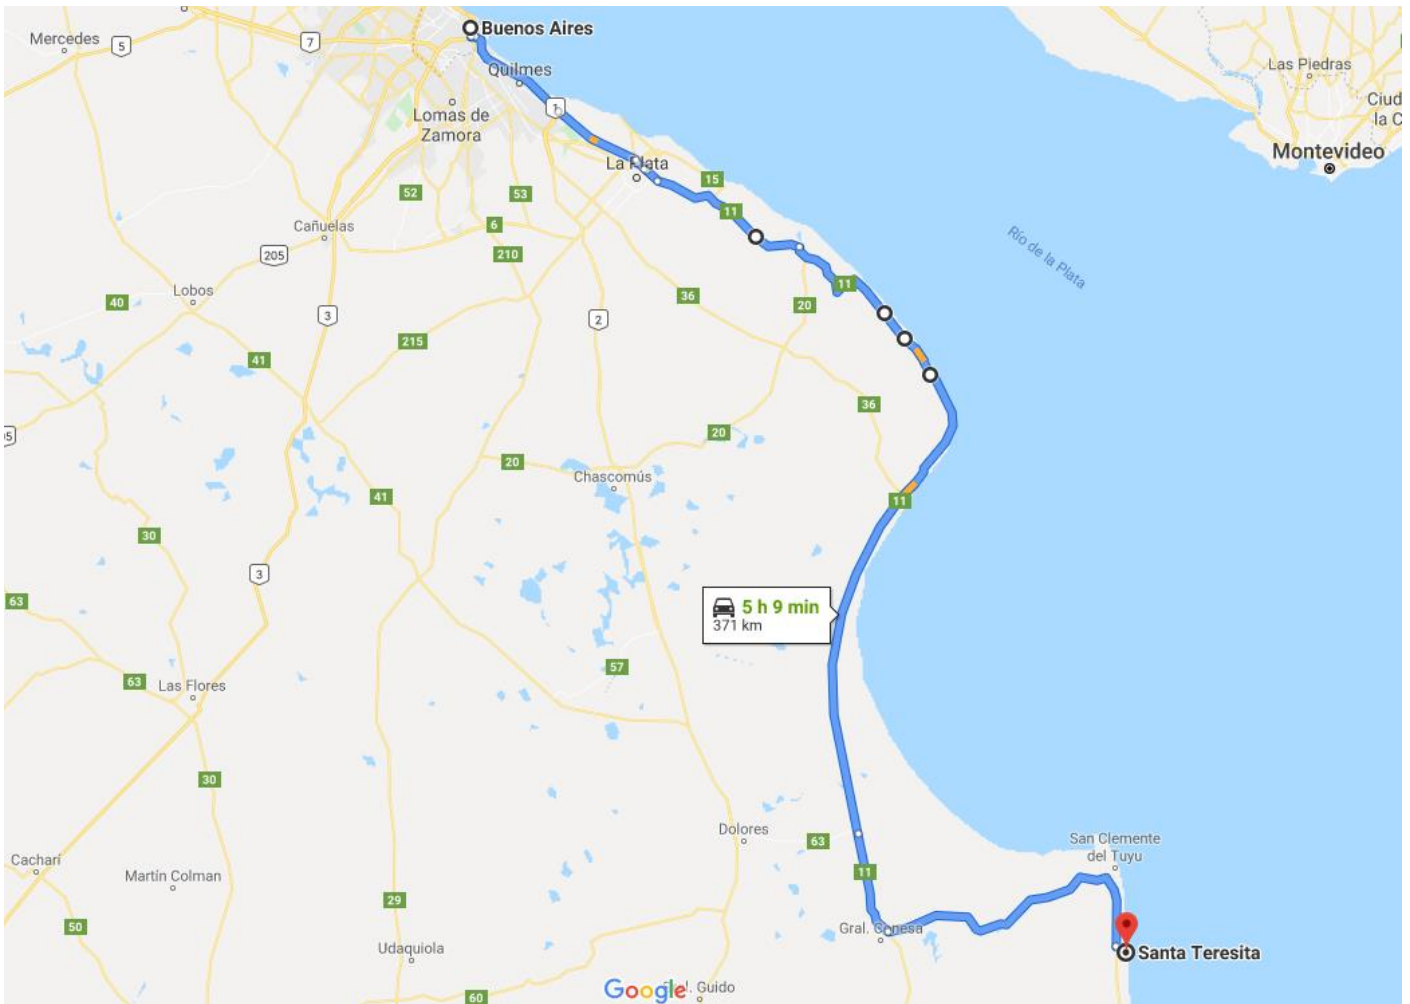 Buenos Aires
Mercedes
5
7
Quilmes
1
Lomas de
Zamora
Las Piedras
Ciud
la C
Montevideo
La Plata
15
52
53
11
6
Cañuelas
205
210
Río de la Plata
Lobos
40
3
36
11
20
2
215
41
36
20
20
Chascomús
41
11
30
3
63
5 h 9 min
371 km
57
63
Las Flores
30
Dolores
63
San Clemente
del Tuyu
Cacharí
Martín Colman
11
29
50
Gral. Conesa
Udaquiola
Santa Teresita
Google
l. Guido
60